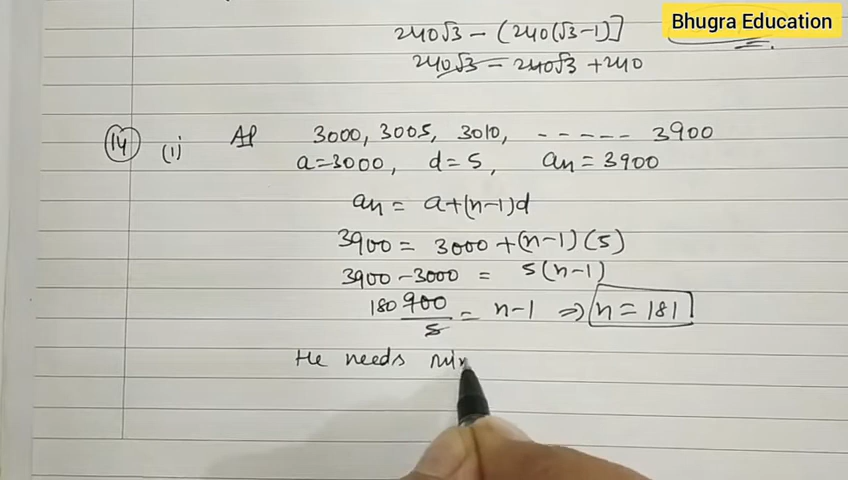 Bhugra Education
240√3 - (240(√3-1)]
240√3 - 240√3 + 240
14 (i) AP 3000, 3005, 3010, ------ 3900
a=3000, d=5, an=3900
an = a+(n-1)d
3900 = 3000+(n-1)(5)
3900-3000 = 5(n-1)
180 900/5 = n-1 ⇒ n=181
He needs min